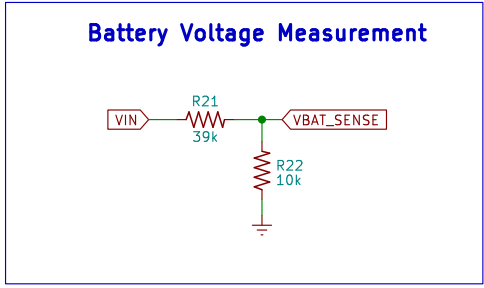 Battery Voltage Measurement
R21
VIN
VBAT_SENSE
39k
R22
10k